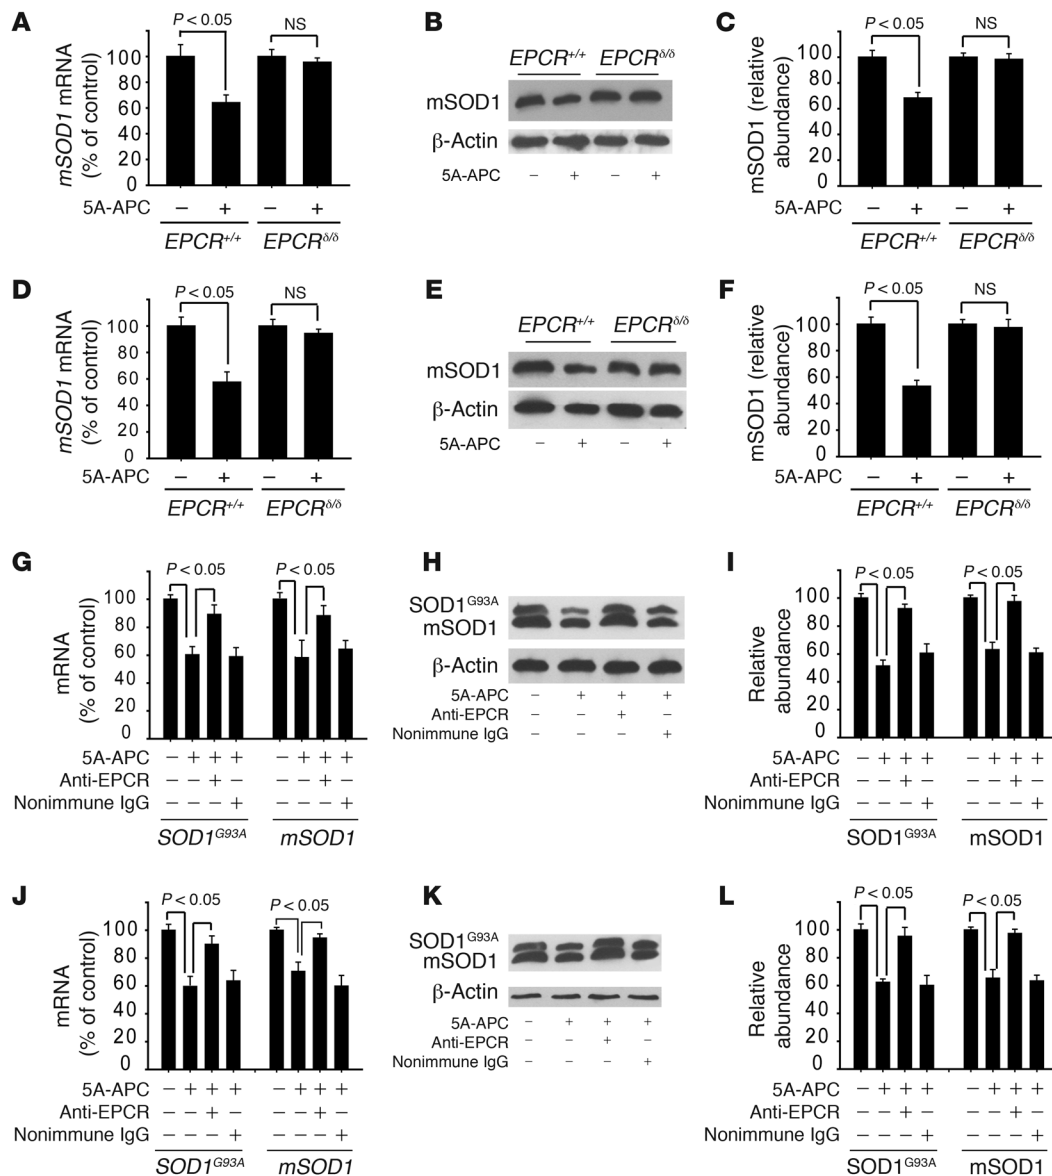 A
mSOD1 mRNA
(% of control)
100
80
60
40
20
0
P < 0.05
NS
5A-APC
– + – +
EPCR+/+ EPCRδ/δ
B
EPCR+/+ EPCRδ/δ
mSOD1
β-Actin
5A-APC – + – +
C
mSOD1 (relative
abundance)
100
80
60
40
20
0
P < 0.05
NS
5A-APC – + – +
EPCR+/+ EPCRδ/δ
D
mSOD1 mRNA
(% of control)
100
80
60
40
20
0
P < 0.05
NS
5A-APC – + – +
EPCR+/+ EPCRδ/δ
E
EPCR+/+ EPCRδ/δ
mSOD1
β-Actin
5A-APC – + – +
F
mSOD1 (relative
abundance)
100
80
60
40
20
0
P < 0.05
NS
5A-APC – + – +
EPCR+/+ EPCRδ/δ
G
mRNA
(% of control)
100
80
60
40
20
0
P < 0.05
P < 0.05
5A-APC – + + + – + + +
Anti-EPCR – – + – – – + –
Nonimmune IgG – – – + – – – +
SOD1G93A mSOD1
H
SOD1G93A
mSOD1
β-Actin
5A-APC – + + +
Anti-EPCR – – + –
Nonimmune IgG – – – +
I
Relative
abundance
100
80
60
40
20
0
P < 0.05
P < 0.05
5A-APC – + + + – + + +
Anti-EPCR – – + – – – + –
Nonimmune IgG – – – + – – – +
SOD1G93A mSOD1
J
mRNA
(% of control)
100
80
60
40
20
0
P < 0.05
P < 0.05
5A-APC – + + + – + + +
Anti-EPCR – – + – – – + –
Nonimmune IgG – – – + – – – +
SOD1G93A mSOD1
K
SOD1G93A
mSOD1
β-Actin
5A-APC – + + +
Anti-EPCR – – + –
Nonimmune IgG – – – +
L
Relative
abundance
100
80
60
40
20
0
P < 0.05
P < 0.05
5A-APC – + + + – + + +
Anti-EPCR – – + – – – + –
Nonimmune IgG – – – + – – – +
SOD1G93A mSOD1